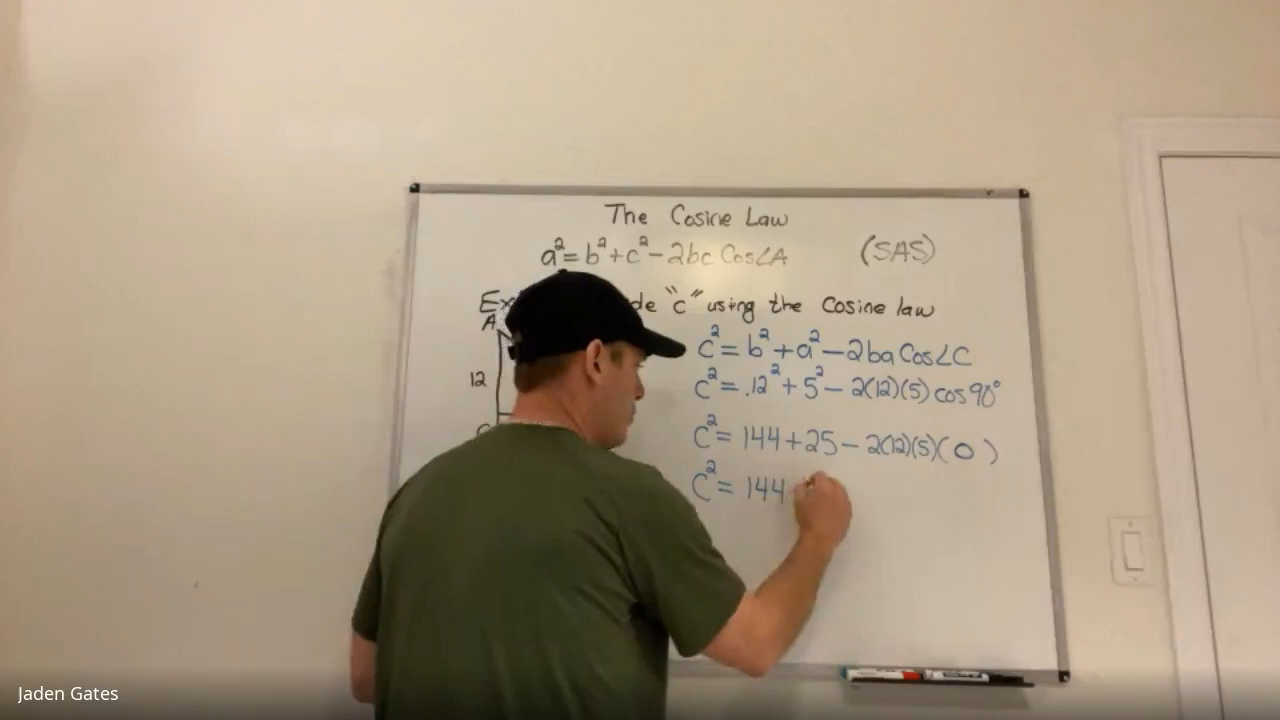 The Cosine Law
a² = b² + c² - 2bc Cos∠A (SAS)
"c" using the Cosine law
A
12
c² = b² + a² - 2ba Cos∠C
c² = .12² + 5² - 2(12)(5) cos 90°
c² = 144 + 25 - 2(12)(5)( 0 )
c² = 144
Jaden Gates